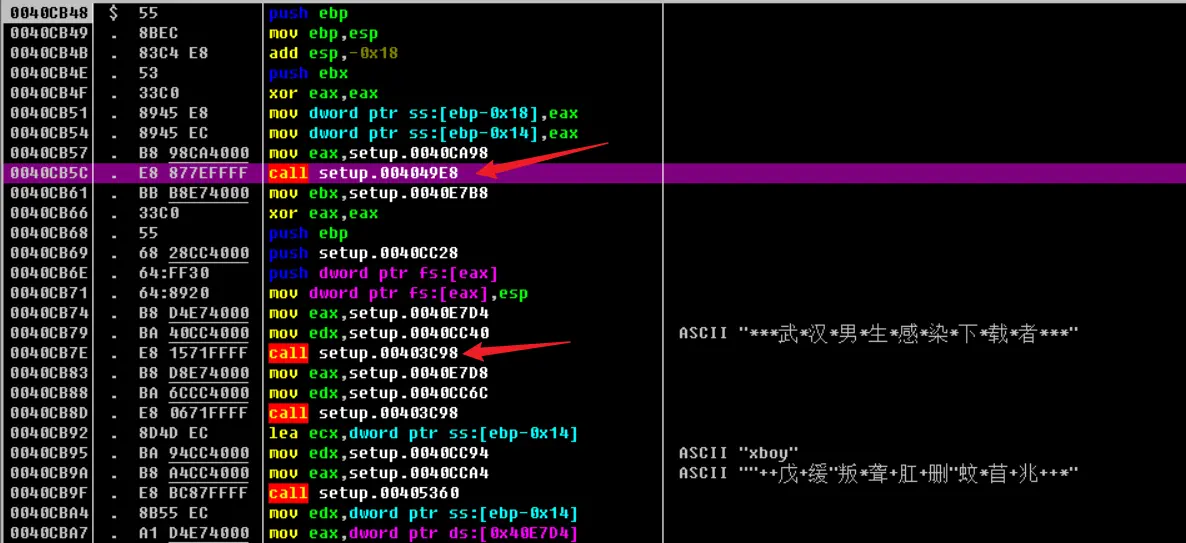 0040CB48 $ 55 push ebp
0040CB49 . 8BEC mov ebp,esp
0040CB4B . 83C4 E8 add esp,-0x18
0040CB4E . 53 push ebx
0040CB4F . 33C0 xor eax,eax
0040CB51 . 8945 E8 mov dword ptr ss:[ebp-0x18],eax
0040CB54 . 8945 EC mov dword ptr ss:[ebp-0x14],eax
0040CB57 . B8 98CA4000 mov eax,setup.0040CA98
0040CB5C . E8 877EFFFF call setup.004049E8
0040CB61 . BB B8E74000 mov ebx,setup.0040E7B8
0040CB66 . 33C0 xor eax,eax
0040CB68 . 55 push ebp
0040CB69 . 68 28CC4000 push setup.0040CC28
0040CB6E . 64:FF30 push dword ptr fs:[eax]
0040CB71 . 64:8920 mov dword ptr fs:[eax],esp
0040CB74 . B8 D4E74000 mov eax,setup.0040E7D4
0040CB79 . BA 40CC4000 mov edx,setup.0040CC40 ASCII "***武*汉*男*生*感*染*下*载*者***"
0040CB7E . E8 1571FFFF call setup.00403C98
0040CB83 . B8 D8E74000 mov eax,setup.0040E7D8
0040CB88 . BA 6CCC4000 mov edx,setup.0040CC6C
0040CB8D . E8 0671FFFF call setup.00403C98
0040CB92 . 8D4D EC lea ecx,dword ptr ss:[ebp-0x14]
0040CB95 . BA 94CC4000 mov edx,setup.0040CC94 ASCII "xboy"
0040CB9A . B8 A4CC4000 mov eax,setup.0040CCA4 ASCII ""++戊+缓"叛*聋+肛+删"蚊*苜+兆++*"
0040CB9F . E8 BC87FFFF call setup.00405360
0040CBA4 . 8B55 EC mov edx,dword ptr ss:[ebp-0x14]
0040CBA7 . A1 D4E74000 mov eax,dword ptr ds:[0x40E7D4]